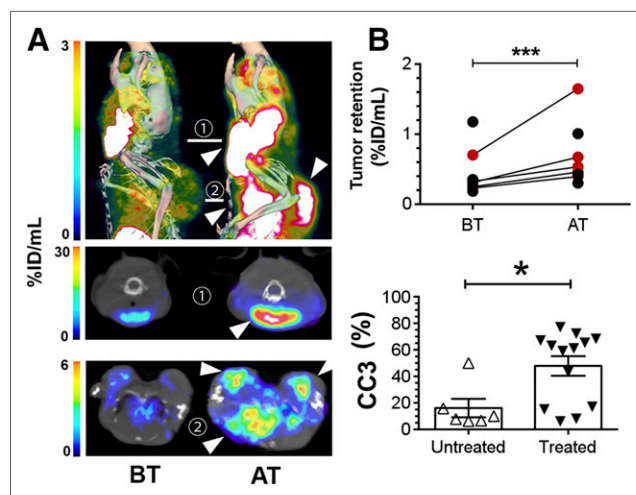 A
3
0
30
0
6
0
%ID/mL
①
②
①
②
BT
AT
B
***
Tumor retention
(%ID/mL)
2
1
0
BT
AT
*
CC3 (%)
100
80
60
40
20
0
Untreated
Treated